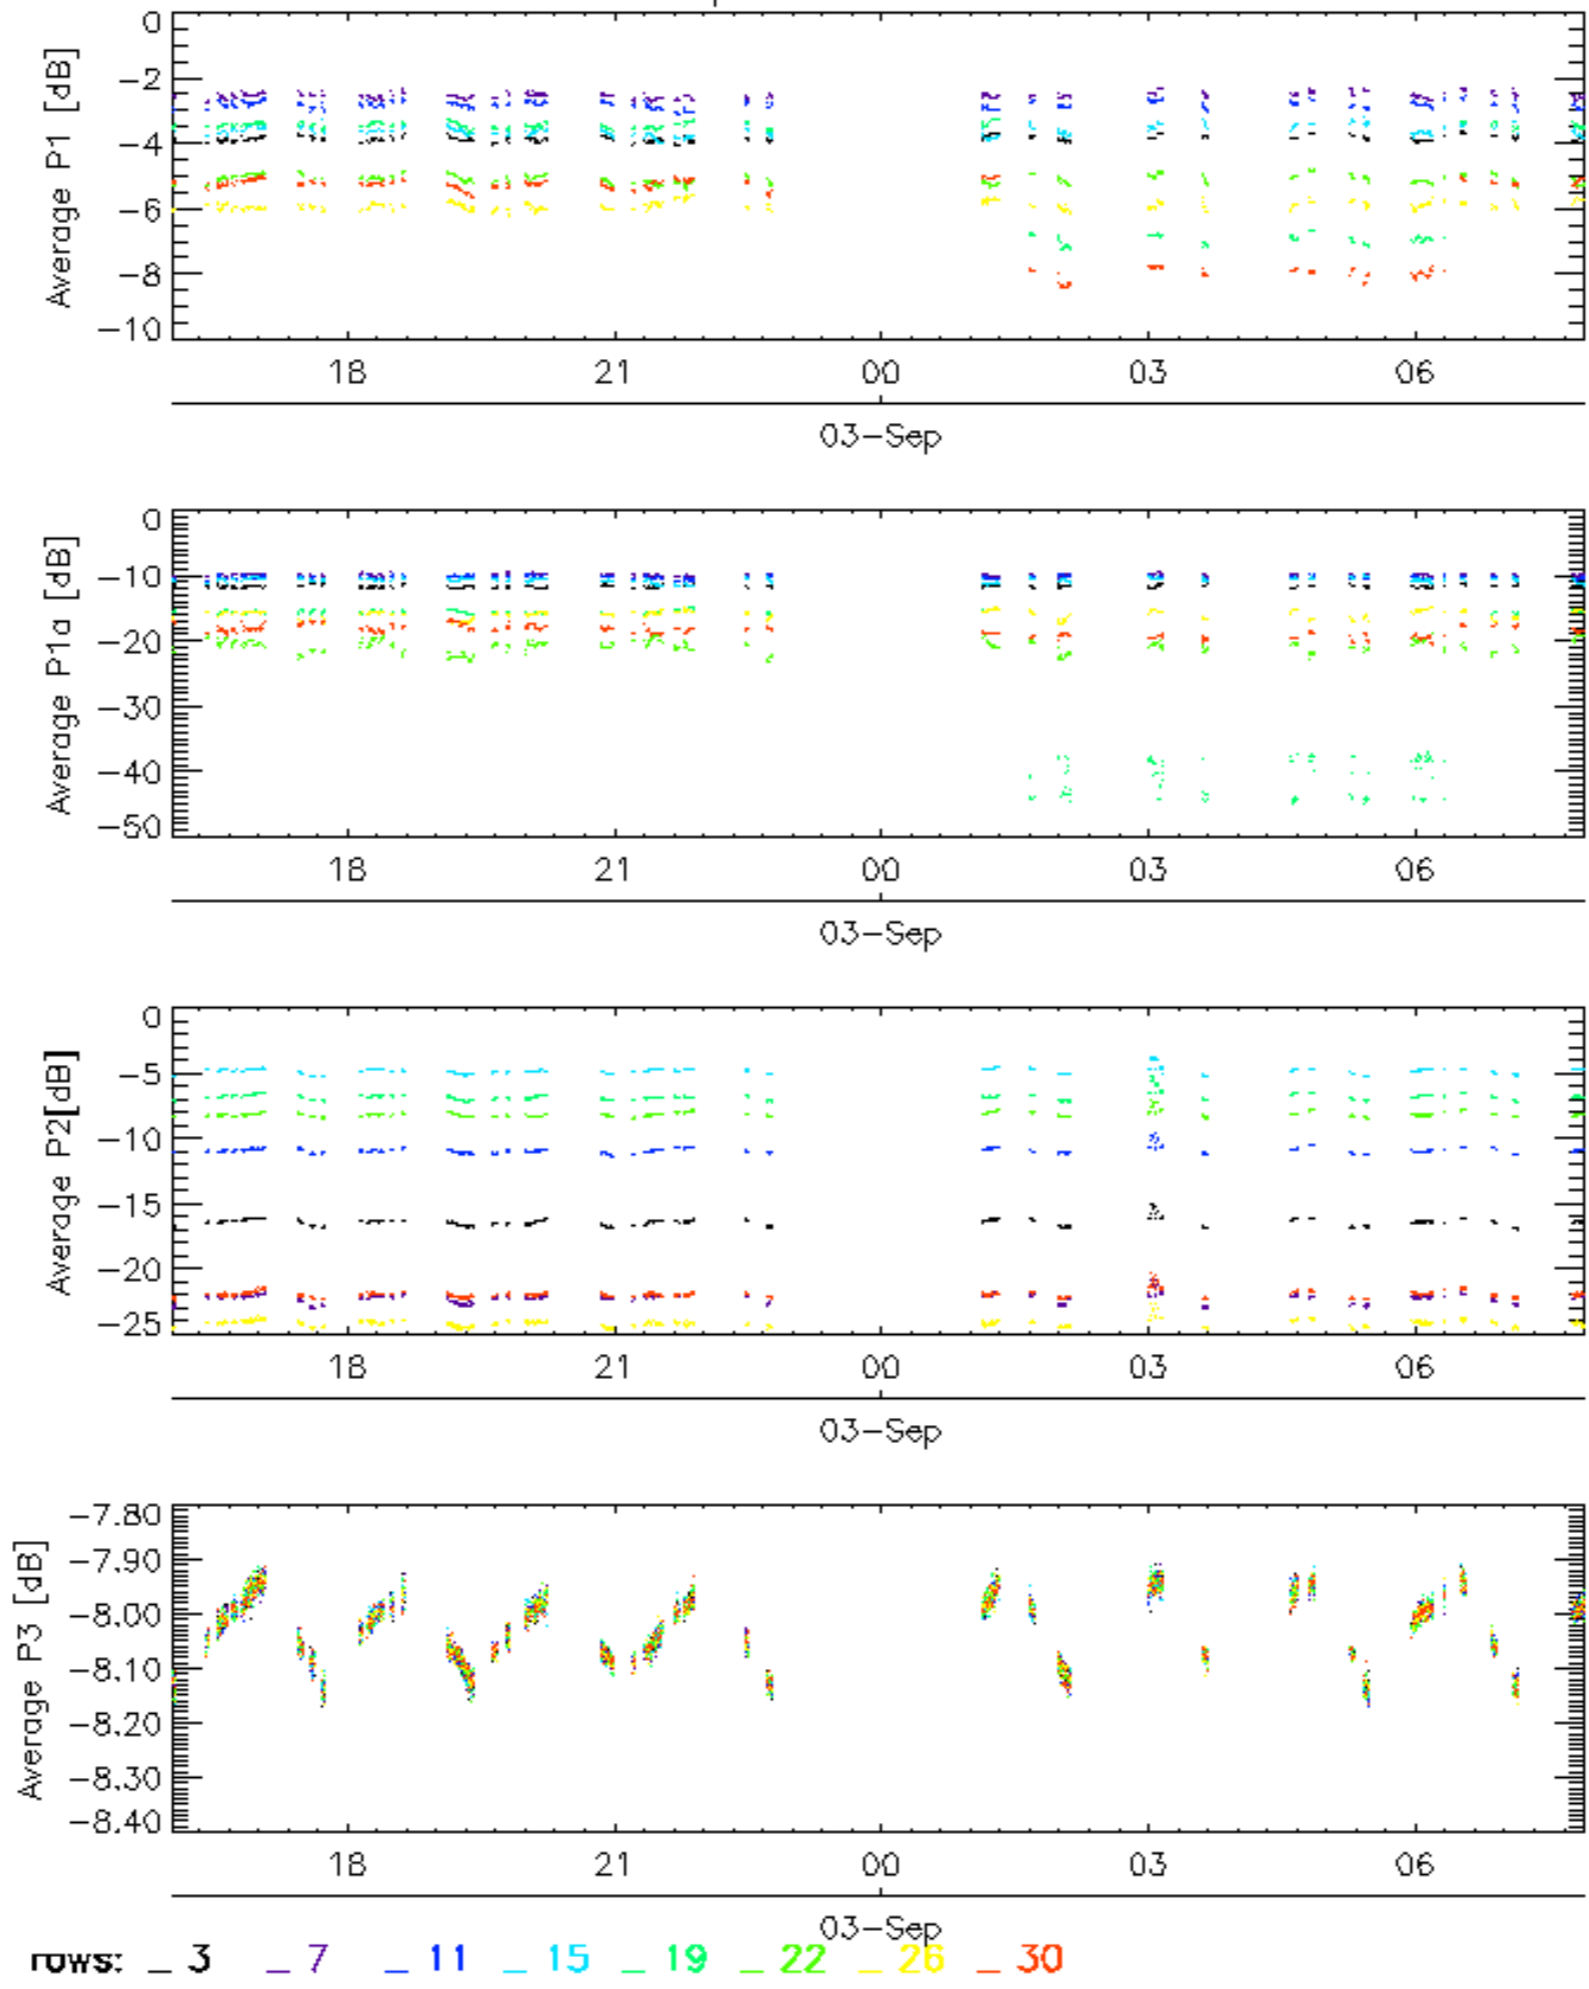 0
−2
−4
−6
−8
−10
Average P1 [dB]
18 21 00 03 06
03−Sep
0
−10
−20
−30
−40
−50
Average P1a [dB]
18 21 00 03 06
03−Sep
0
−5
−10
−15
−20
−25
Average P2[dB]
18 21 00 03 06
03−Sep
−7.80
−7.90
−8.00
−8.10
−8.20
−8.30
−8.40
Average P3 [dB]
18 21 00 03 06
03−Sep
rows: _ 3 _ 7 _ 11 _ 15 _ 19 _ 22 _ 26 _ 30